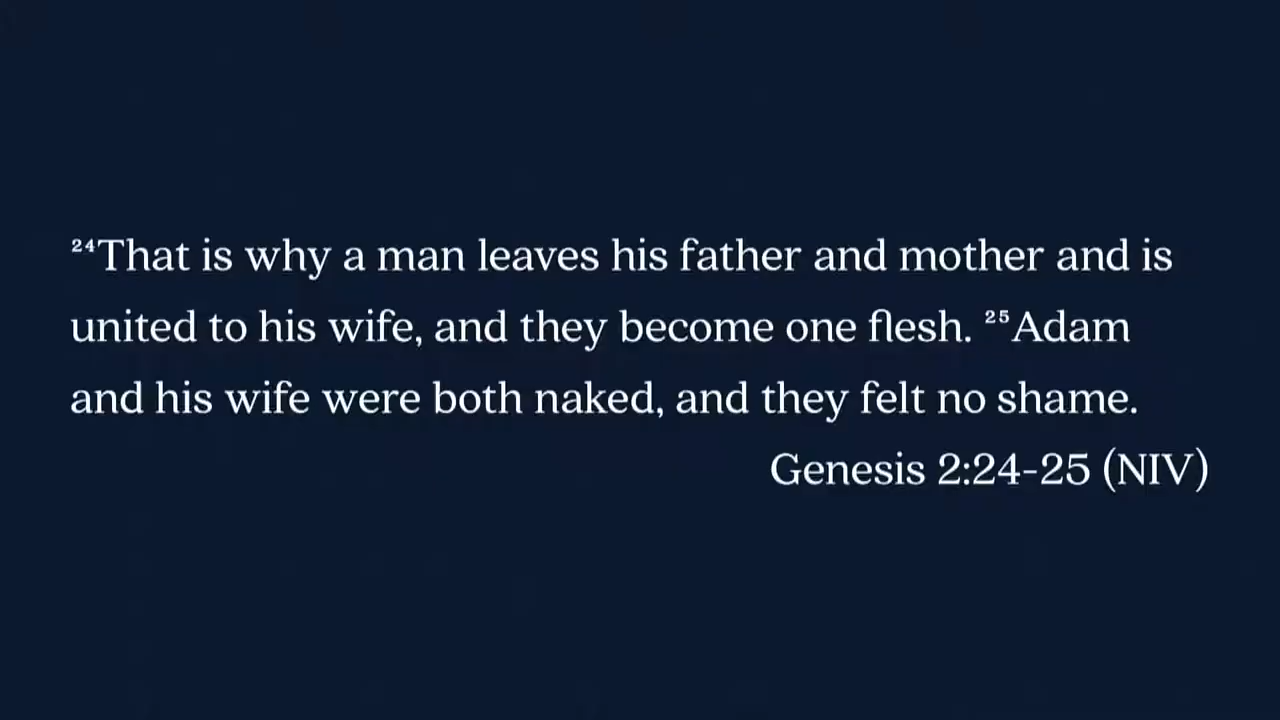 ²⁴That is why a man leaves his father and mother and is
united to his wife, and they become one flesh. ²⁵Adam
and his wife were both naked, and they felt no shame.
Genesis 2:24-25 (NIV)